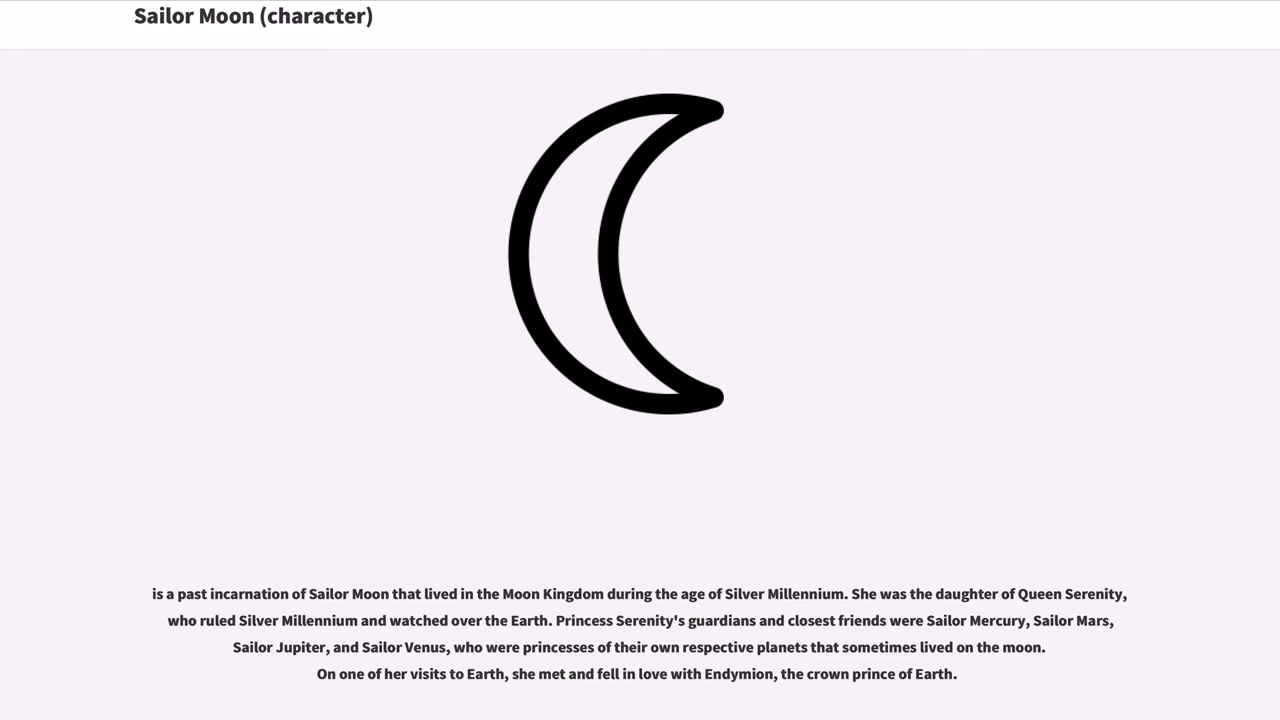 Sailor Moon (character)
is a past incarnation of Sailor Moon that lived in the Moon Kingdom during the age of Silver Millennium. She was the daughter of Queen Serenity,
who ruled Silver Millennium and watched over the Earth. Princess Serenity's guardians and closest friends were Sailor Mercury, Sailor Mars,
Sailor Jupiter, and Sailor Venus, who were princesses of their own respective planets that sometimes lived on the moon.
On one of her visits to Earth, she met and fell in love with Endymion, the crown prince of Earth.